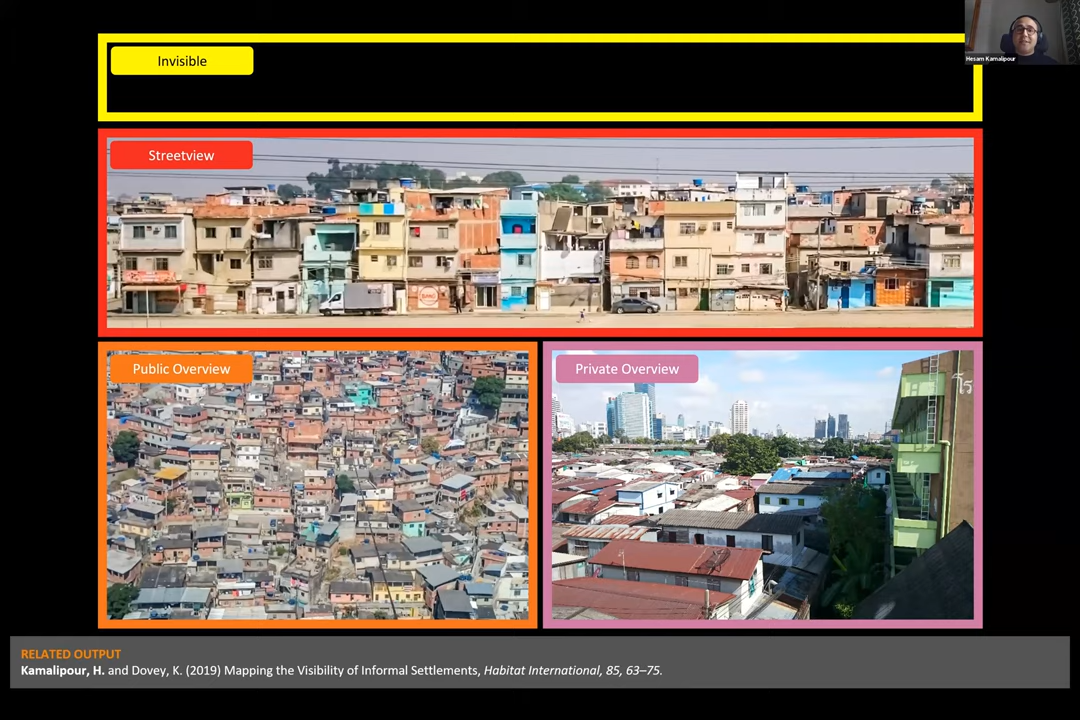 Invisible
Hesam Kamalipour
Streetview
Public Overview
Private Overview
RELATED OUTPUT
Kamalipour, H. and Dovey, K. (2019) Mapping the Visibility of Informal Settlements, Habitat International, 85, 63–75.